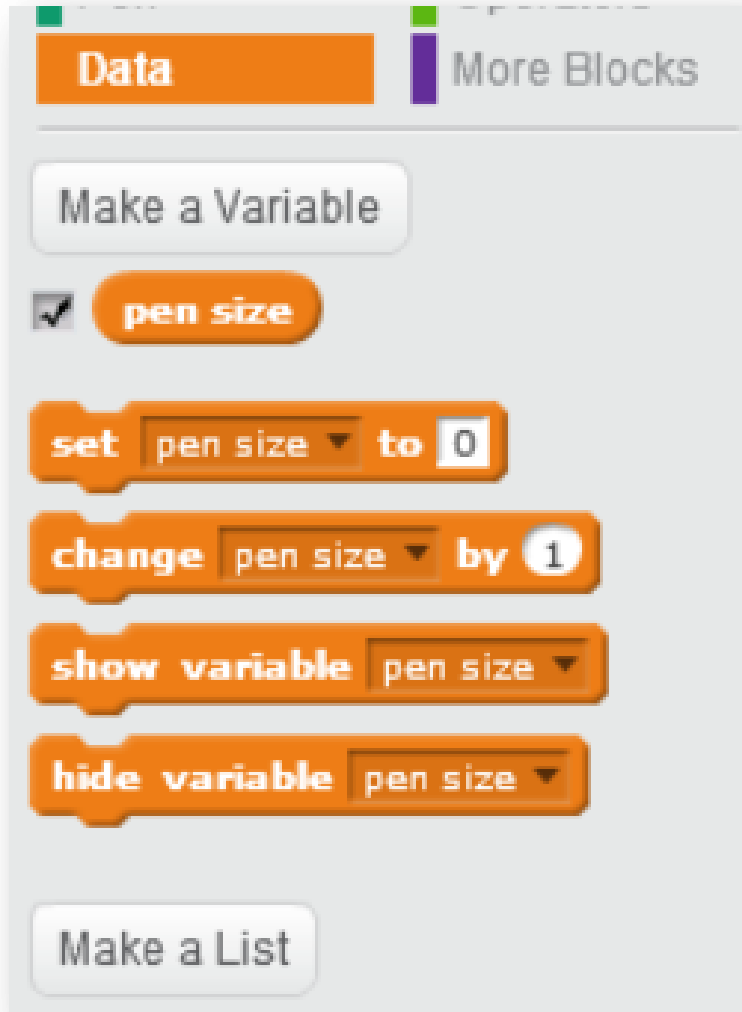 Data
More Blocks
Make a Variable
pen size
set pen size to 0
change pen size by 1
show variable pen size
hide variable pen size
Make a List